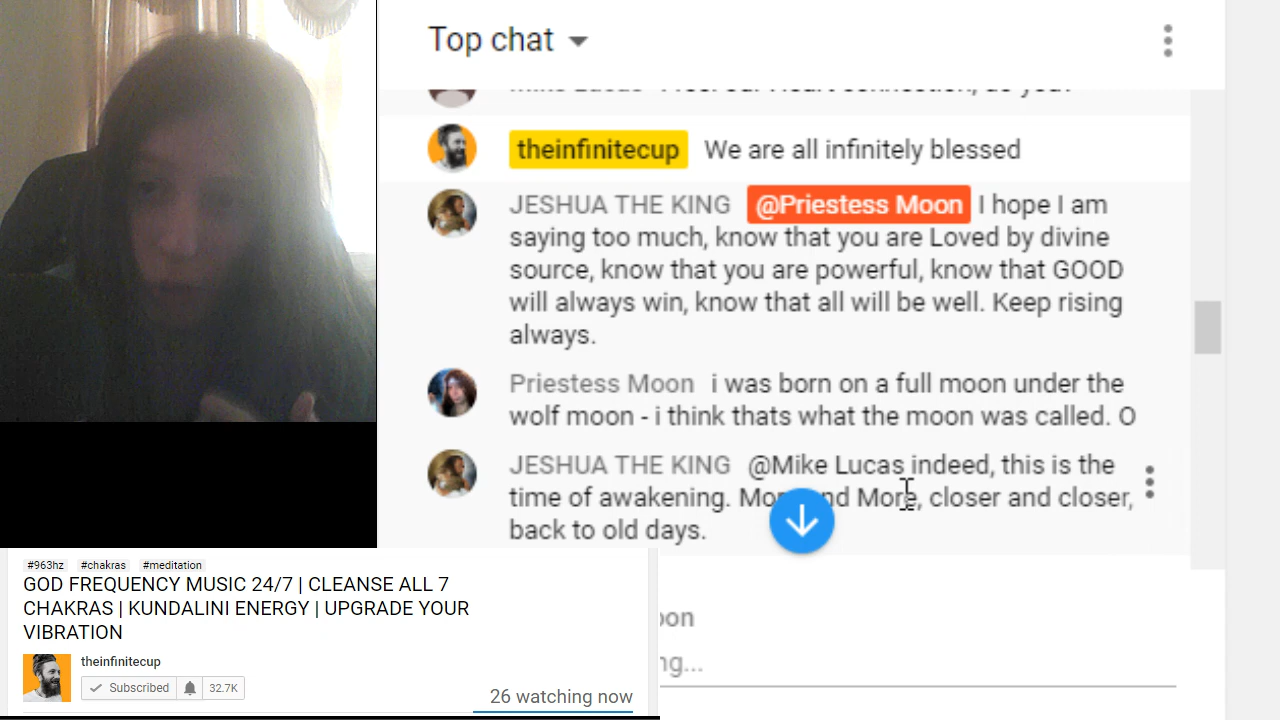 Top chat
theinfinitecup We are all infinitely blessed
JESHUA THE KING @Priestess Moon I hope I am
saying too much, know that you are Loved by divine
source, know that you are powerful, know that GOOD
will always win, know that all will be well. Keep rising
always.
Priestess Moon i was born on a full moon under the
wolf moon - i think thats what the moon was called. O
JESHUA THE KING @Mike Lucas indeed, this is the
time of awakening. More, closer and closer,
back to old days.
#963hz #chakras #meditation
GOD FREQUENCY MUSIC 24/7 | CLEANSE ALL 7
CHAKRAS | KUNDALINI ENERGY | UPGRADE YOUR
VIBRATION
theinfinitecup
Subscribed 32.7K
26 watching now